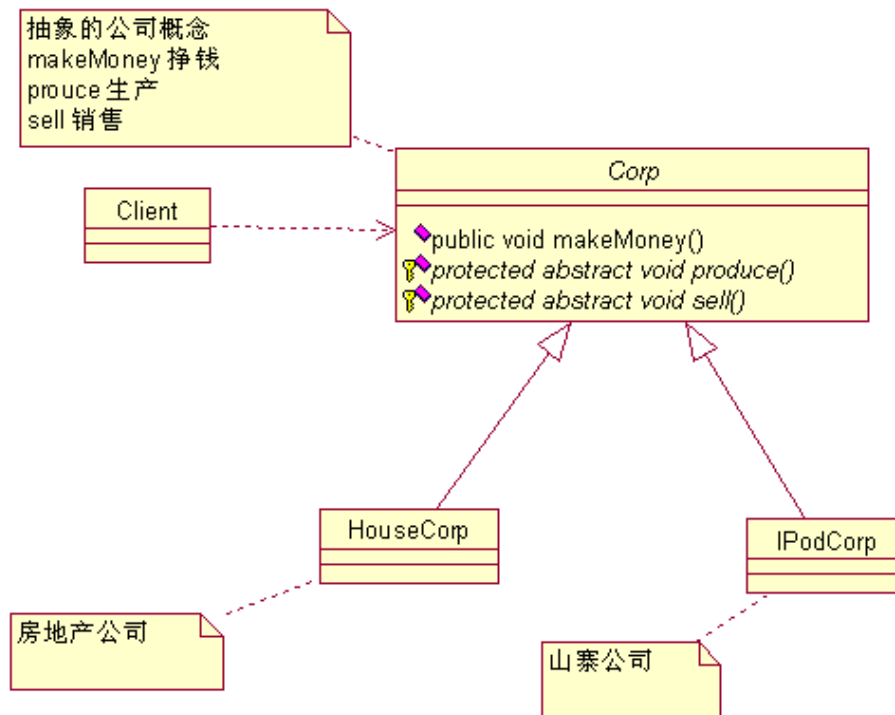 抽象的公司概念
makeMoney 挣钱
prouce 生产
sell 销售
Corp
Client
public void makeMoney()
protected abstract void produce()
protected abstract void sell()
HouseCorp
IPodCorp
房地产公司
山寨公司